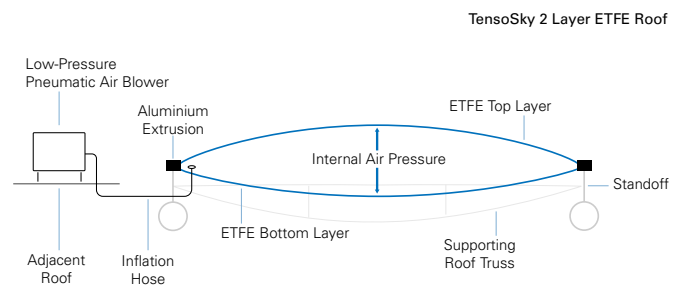 TensoSky 2 Layer ETFE Roof
Low-Pressure
Pneumatic Air Blower
Aluminium
Extrusion
ETFE Top Layer
Internal Air Pressure
Standoff
ETFE Bottom Layer
Supporting
Roof Truss
Adjacent
Roof
Inflation
Hose